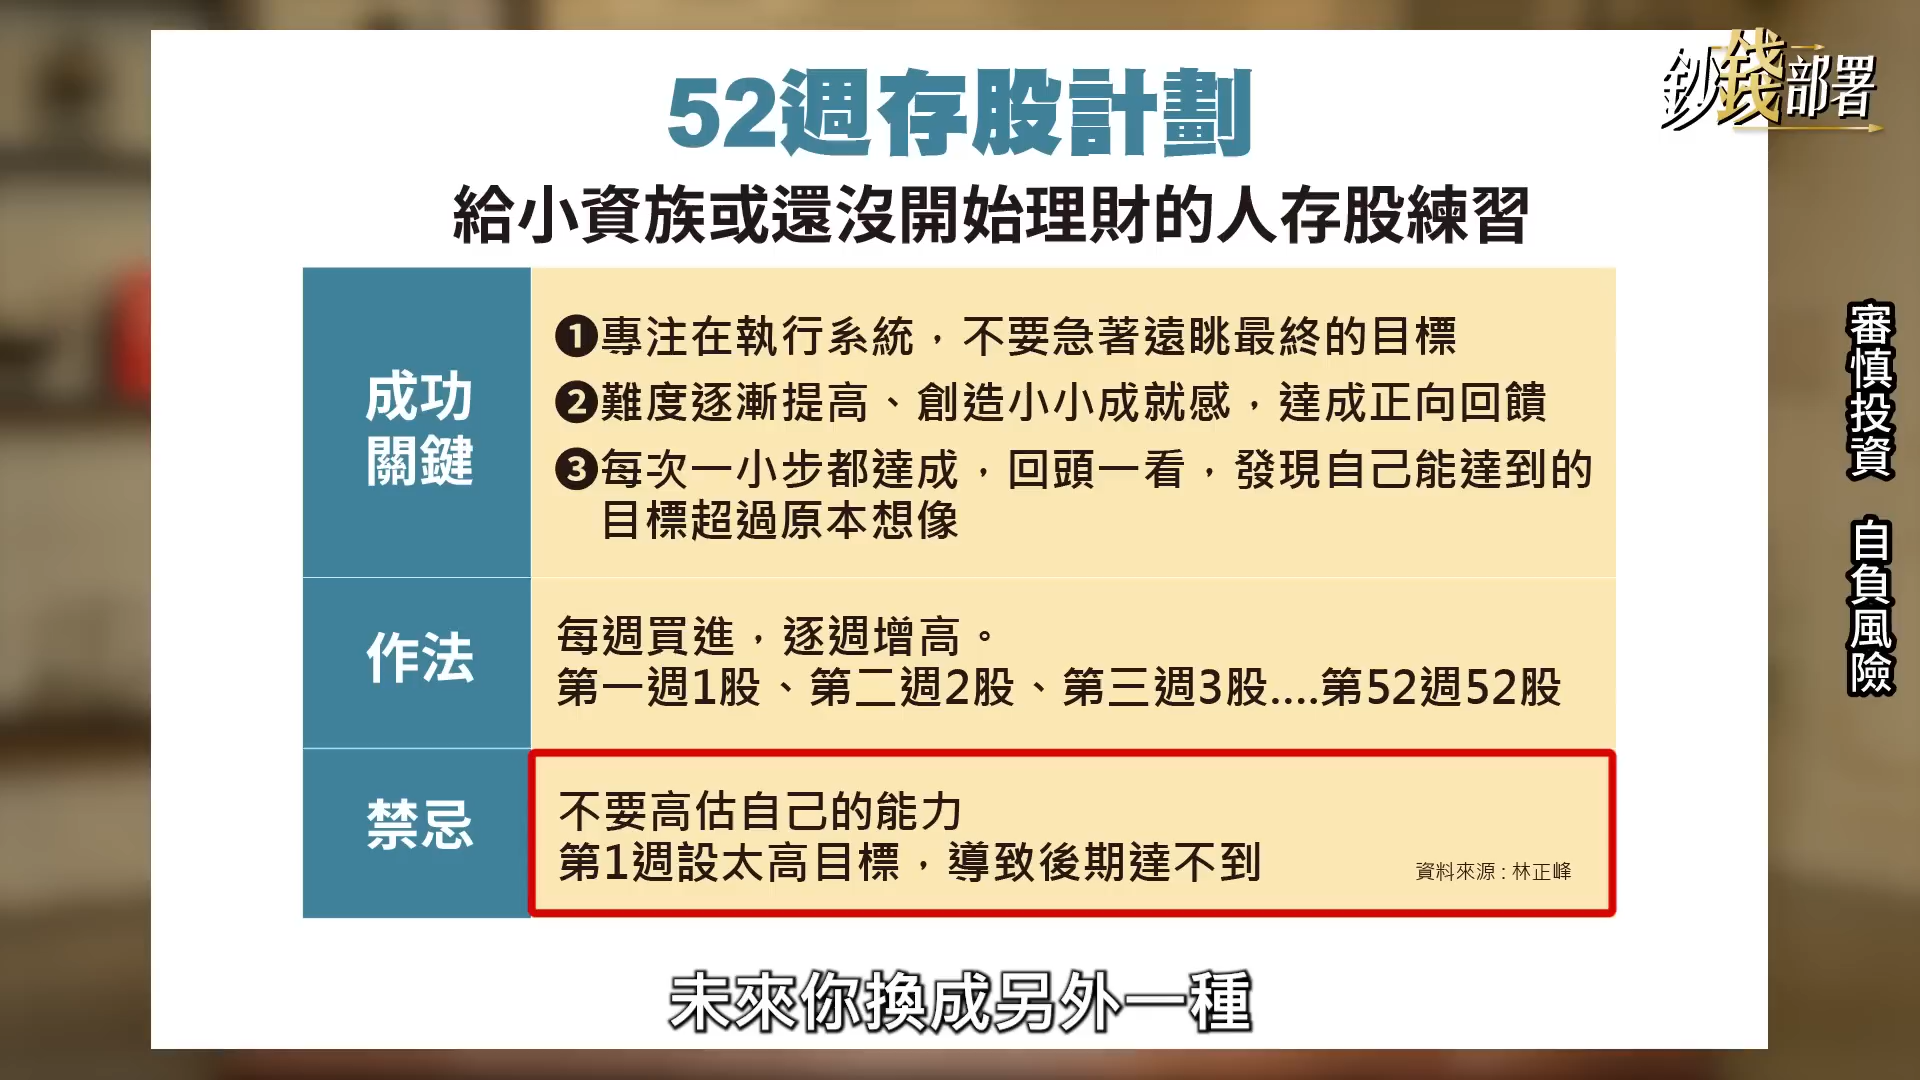 鈔錢部署
52週存股計劃
給小資族或還沒開始理財的人存股練習
成功
關鍵
❶專注在執行系統，不要急著遠眺最終的目標
❷難度逐漸提高、創造小小成就感，達成正向回饋
❸每次一小步都達成，回頭一看，發現自己能達到的
目標超過原本想像
作法
每週買進，逐週增高。
第一週1股、第二週2股、第三週3股....第52週52股
禁忌
不要高估自己的能力
第1週設太高目標，導致後期達不到
資料來源 : 林正峰
審慎投資 自負風險
未來你換成另外一種